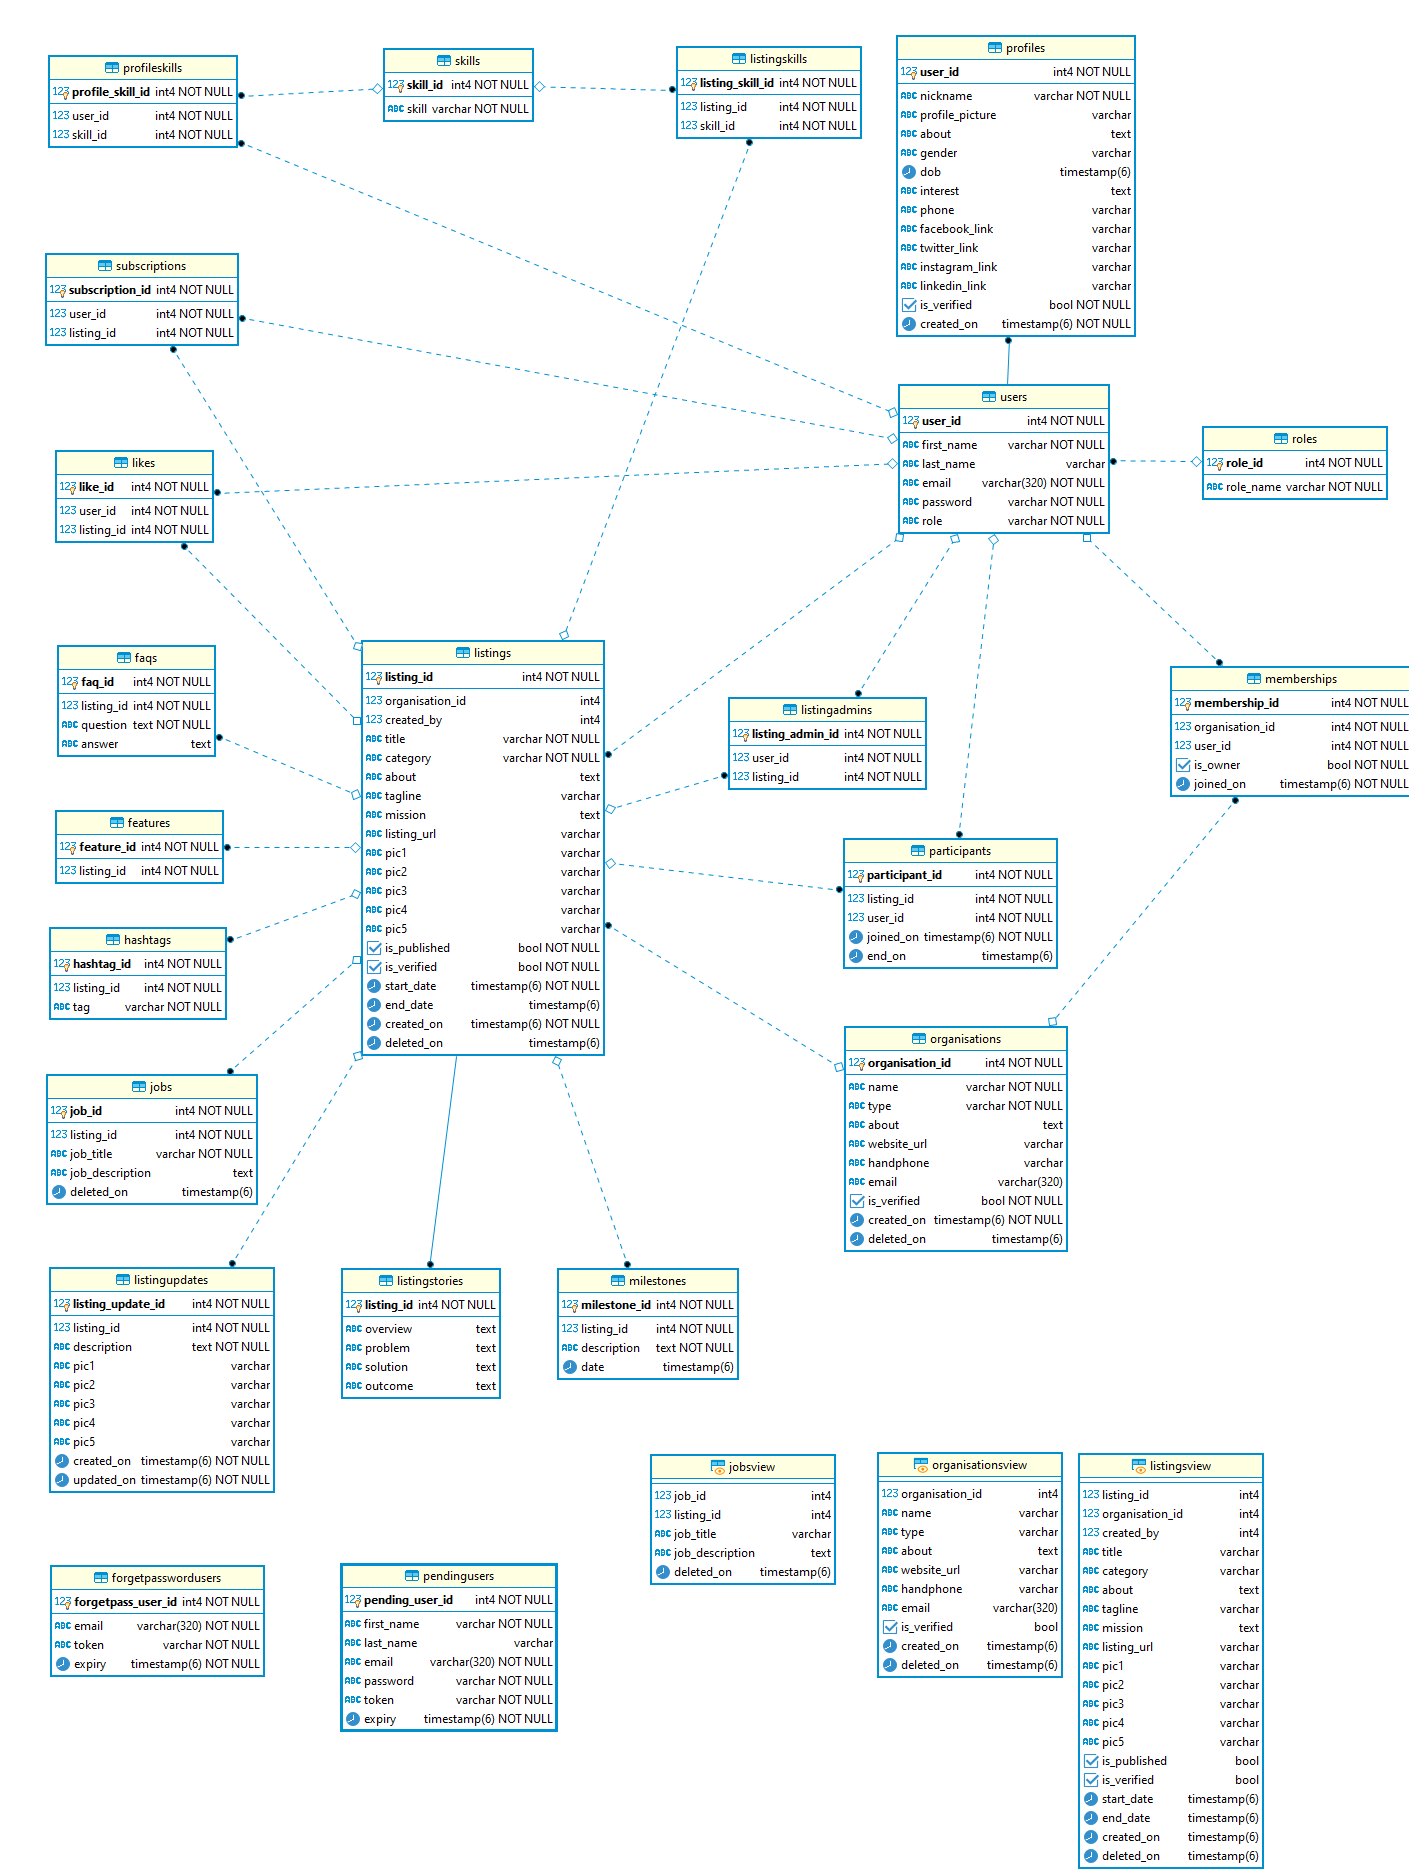 profileskills
123 profile_skill_id int4 NOT NULL
123 user_id int4 NOT NULL
123 skill_id int4 NOT NULL
skills
123 skill_id int4 NOT NULL
ABC skill varchar NOT NULL
listingskills
123 listing_skill_id int4 NOT NULL
123 listing_id int4 NOT NULL
123 skill_id int4 NOT NULL
profiles
123 user_id int4 NOT NULL
ABC nickname varchar NOT NULL
ABC profile_picture varchar
ABC about text
ABC gender varchar
dob timestamp(6)
ABC interest text
ABC phone varchar
ABC facebook_link varchar
ABC twitter_link varchar
ABC instagram_link varchar
ABC linkedin_link varchar
is_verified bool NOT NULL
created_on timestamp(6) NOT NULL
subscriptions
123 subscription_id int4 NOT NULL
123 user_id int4 NOT NULL
123 listing_id int4 NOT NULL
users
123 user_id int4 NOT NULL
ABC first_name varchar NOT NULL
ABC last_name varchar
ABC email varchar(320) NOT NULL
ABC password varchar NOT NULL
ABC role varchar NOT NULL
roles
123 role_id int4 NOT NULL
ABC role_name varchar NOT NULL
likes
123 like_id int4 NOT NULL
123 user_id int4 NOT NULL
123 listing_id int4 NOT NULL
faqs
123 faq_id int4 NOT NULL
123 listing_id int4 NOT NULL
ABC question text NOT NULL
ABC answer text
listings
123 listing_id int4 NOT NULL
123 organisation_id int4
123 created_by int4
ABC title varchar NOT NULL
ABC category varchar NOT NULL
ABC about text
ABC tagline varchar
ABC mission text
ABC listing_url varchar
ABC pic1 varchar
ABC pic2 varchar
ABC pic3 varchar
ABC pic4 varchar
ABC pic5 varchar
is_published bool NOT NULL
is_verified bool NOT NULL
start_date timestamp(6) NOT NULL
end_date timestamp(6)
created_on timestamp(6) NOT NULL
deleted_on timestamp(6)
listingadmins
123 listing_admin_id int4 NOT NULL
123 user_id int4 NOT NULL
123 listing_id int4 NOT NULL
memberships
123 membership_id int4 NOT NULL
123 organisation_id int4 NOT NULL
123 user_id int4 NOT NULL
is_owner bool NOT NULL
joined_on timestamp(6) NOT NULL
features
123 feature_id int4 NOT NULL
123 listing_id int4 NOT NULL
participants
123 participant_id int4 NOT NULL
123 listing_id int4 NOT NULL
123 user_id int4 NOT NULL
joined_on timestamp(6) NOT NULL
end_on timestamp(6)
hashtags
123 hashtag_id int4 NOT NULL
123 listing_id int4 NOT NULL
ABC tag varchar NOT NULL
organisations
123 organisation_id int4 NOT NULL
ABC name varchar NOT NULL
ABC type varchar NOT NULL
ABC about text
ABC website_url varchar
ABC handphone varchar
ABC email varchar(320)
is_verified bool NOT NULL
created_on timestamp(6) NOT NULL
deleted_on timestamp(6)
jobs
123 job_id int4 NOT NULL
123 listing_id int4 NOT NULL
ABC job_title varchar NOT NULL
ABC job_description text
deleted_on timestamp(6)
listingupdates
123 listing_update_id int4 NOT NULL
123 listing_id int4 NOT NULL
ABC description text NOT NULL
ABC pic1 varchar
ABC pic2 varchar
ABC pic3 varchar
ABC pic4 varchar
ABC pic5 varchar
created_on timestamp(6) NOT NULL
updated_on timestamp(6) NOT NULL
listingstories
123 listing_id int4 NOT NULL
ABC overview text
ABC problem text
ABC solution text
ABC outcome text
milestones
123 milestone_id int4 NOT NULL
123 listing_id int4 NOT NULL
ABC description text NOT NULL
date timestamp(6)
jobsview
123 job_id int4
123 listing_id int4
ABC job_title varchar
ABC job_description text
deleted_on timestamp(6)
organisationsview
123 organisation_id int4
ABC name varchar
ABC type varchar
ABC about text
ABC website_url varchar
ABC handphone varchar
ABC email varchar(320)
is_verified bool
created_on timestamp(6)
deleted_on timestamp(6)
listingsview
123 listing_id int4
123 organisation_id int4
123 created_by int4
ABC title varchar
ABC category varchar
ABC about text
ABC tagline varchar
ABC mission text
ABC listing_url varchar
ABC pic1 varchar
ABC pic2 varchar
ABC pic3 varchar
ABC pic4 varchar
ABC pic5 varchar
is_published bool
is_verified bool
start_date timestamp(6)
end_date timestamp(6)
created_on timestamp(6)
deleted_on timestamp(6)
forgetpasswordusers
123 forgetpass_user_id int4 NOT NULL
ABC email varchar(320) NOT NULL
ABC token varchar NOT NULL
expiry timestamp(6) NOT NULL
pendingusers
123 pending_user_id int4 NOT NULL
ABC first_name varchar NOT NULL
ABC last_name varchar
ABC email varchar(320) NOT NULL
ABC password varchar NOT NULL
ABC token varchar NOT NULL
expiry timestamp(6) NOT NULL